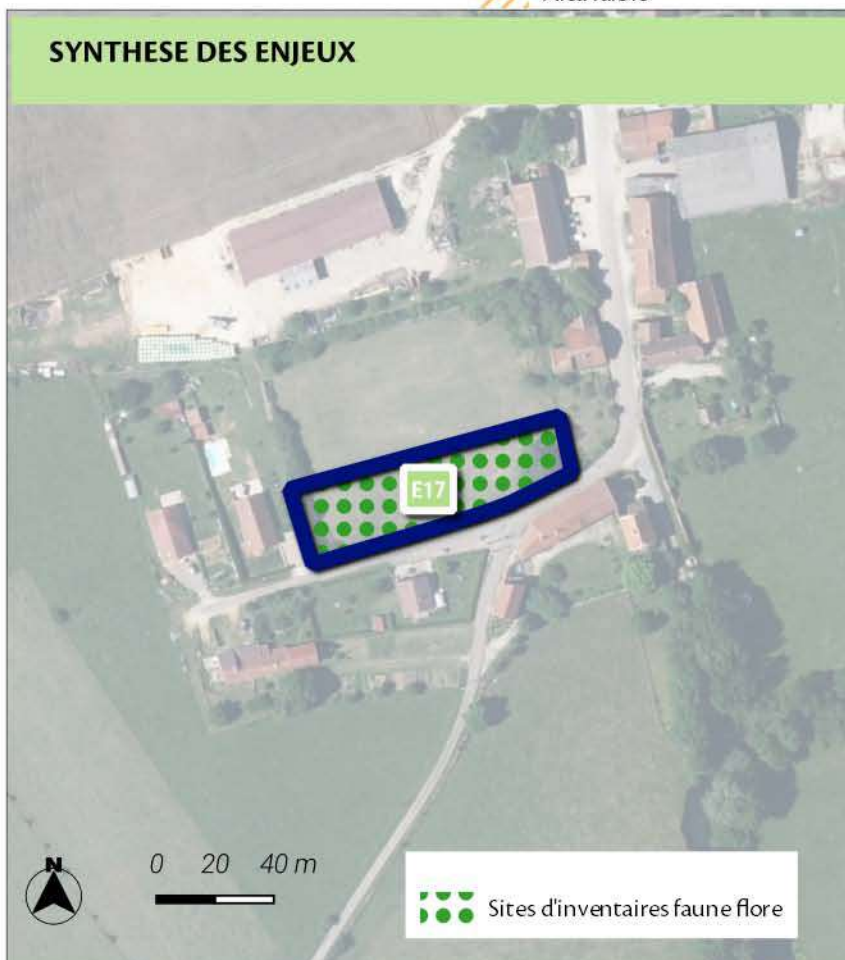 SYNTHESE DES ENJEUX
E17
N
0 20 40 m
Sites d'inventaires faune flore